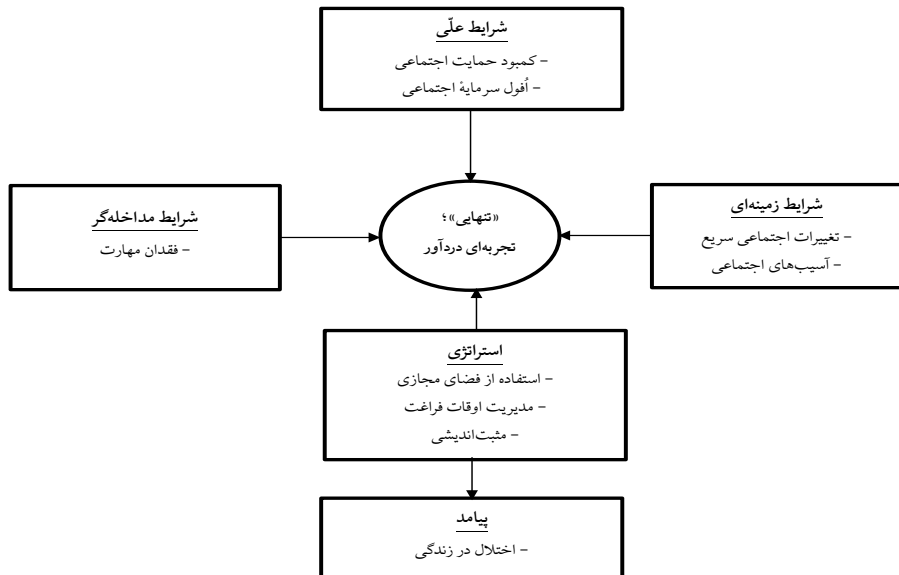 شرایط علّی
- کمبود حمایت اجتماعی
- اُفول سرمایۀ اجتماعی
شرایط زمینه‌ای
- تغییرات اجتماعی سریع
- آسیب‌های اجتماعی
«تنهایی»؛
تجربه‌ای دردآور
شرایط مداخله‌گر
- فقدان مهارت
استراتژی
- استفاده از فضای مجازی
- مدیریت اوقات فراغت
- مثبت‌اندیشی
پیامد
- اختلال در زندگی